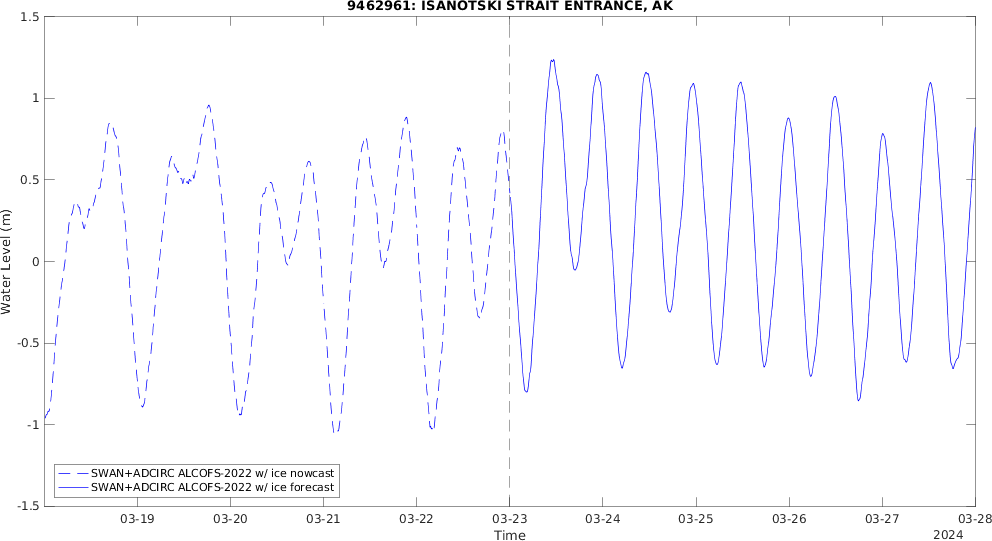 9462961: ISANOTSKI STRAIT ENTRANCE, AK
Water Level (m)
1.5
1
0.5
0
-0.5
-1
-1.5
SWAN+ADCIRC ALCOFS-2022 w/ ice nowcast
SWAN+ADCIRC ALCOFS-2022 w/ ice forecast
03-19 03-20 03-21 03-22 03-23 03-24 03-25 03-26 03-27 03-28
Time
2024